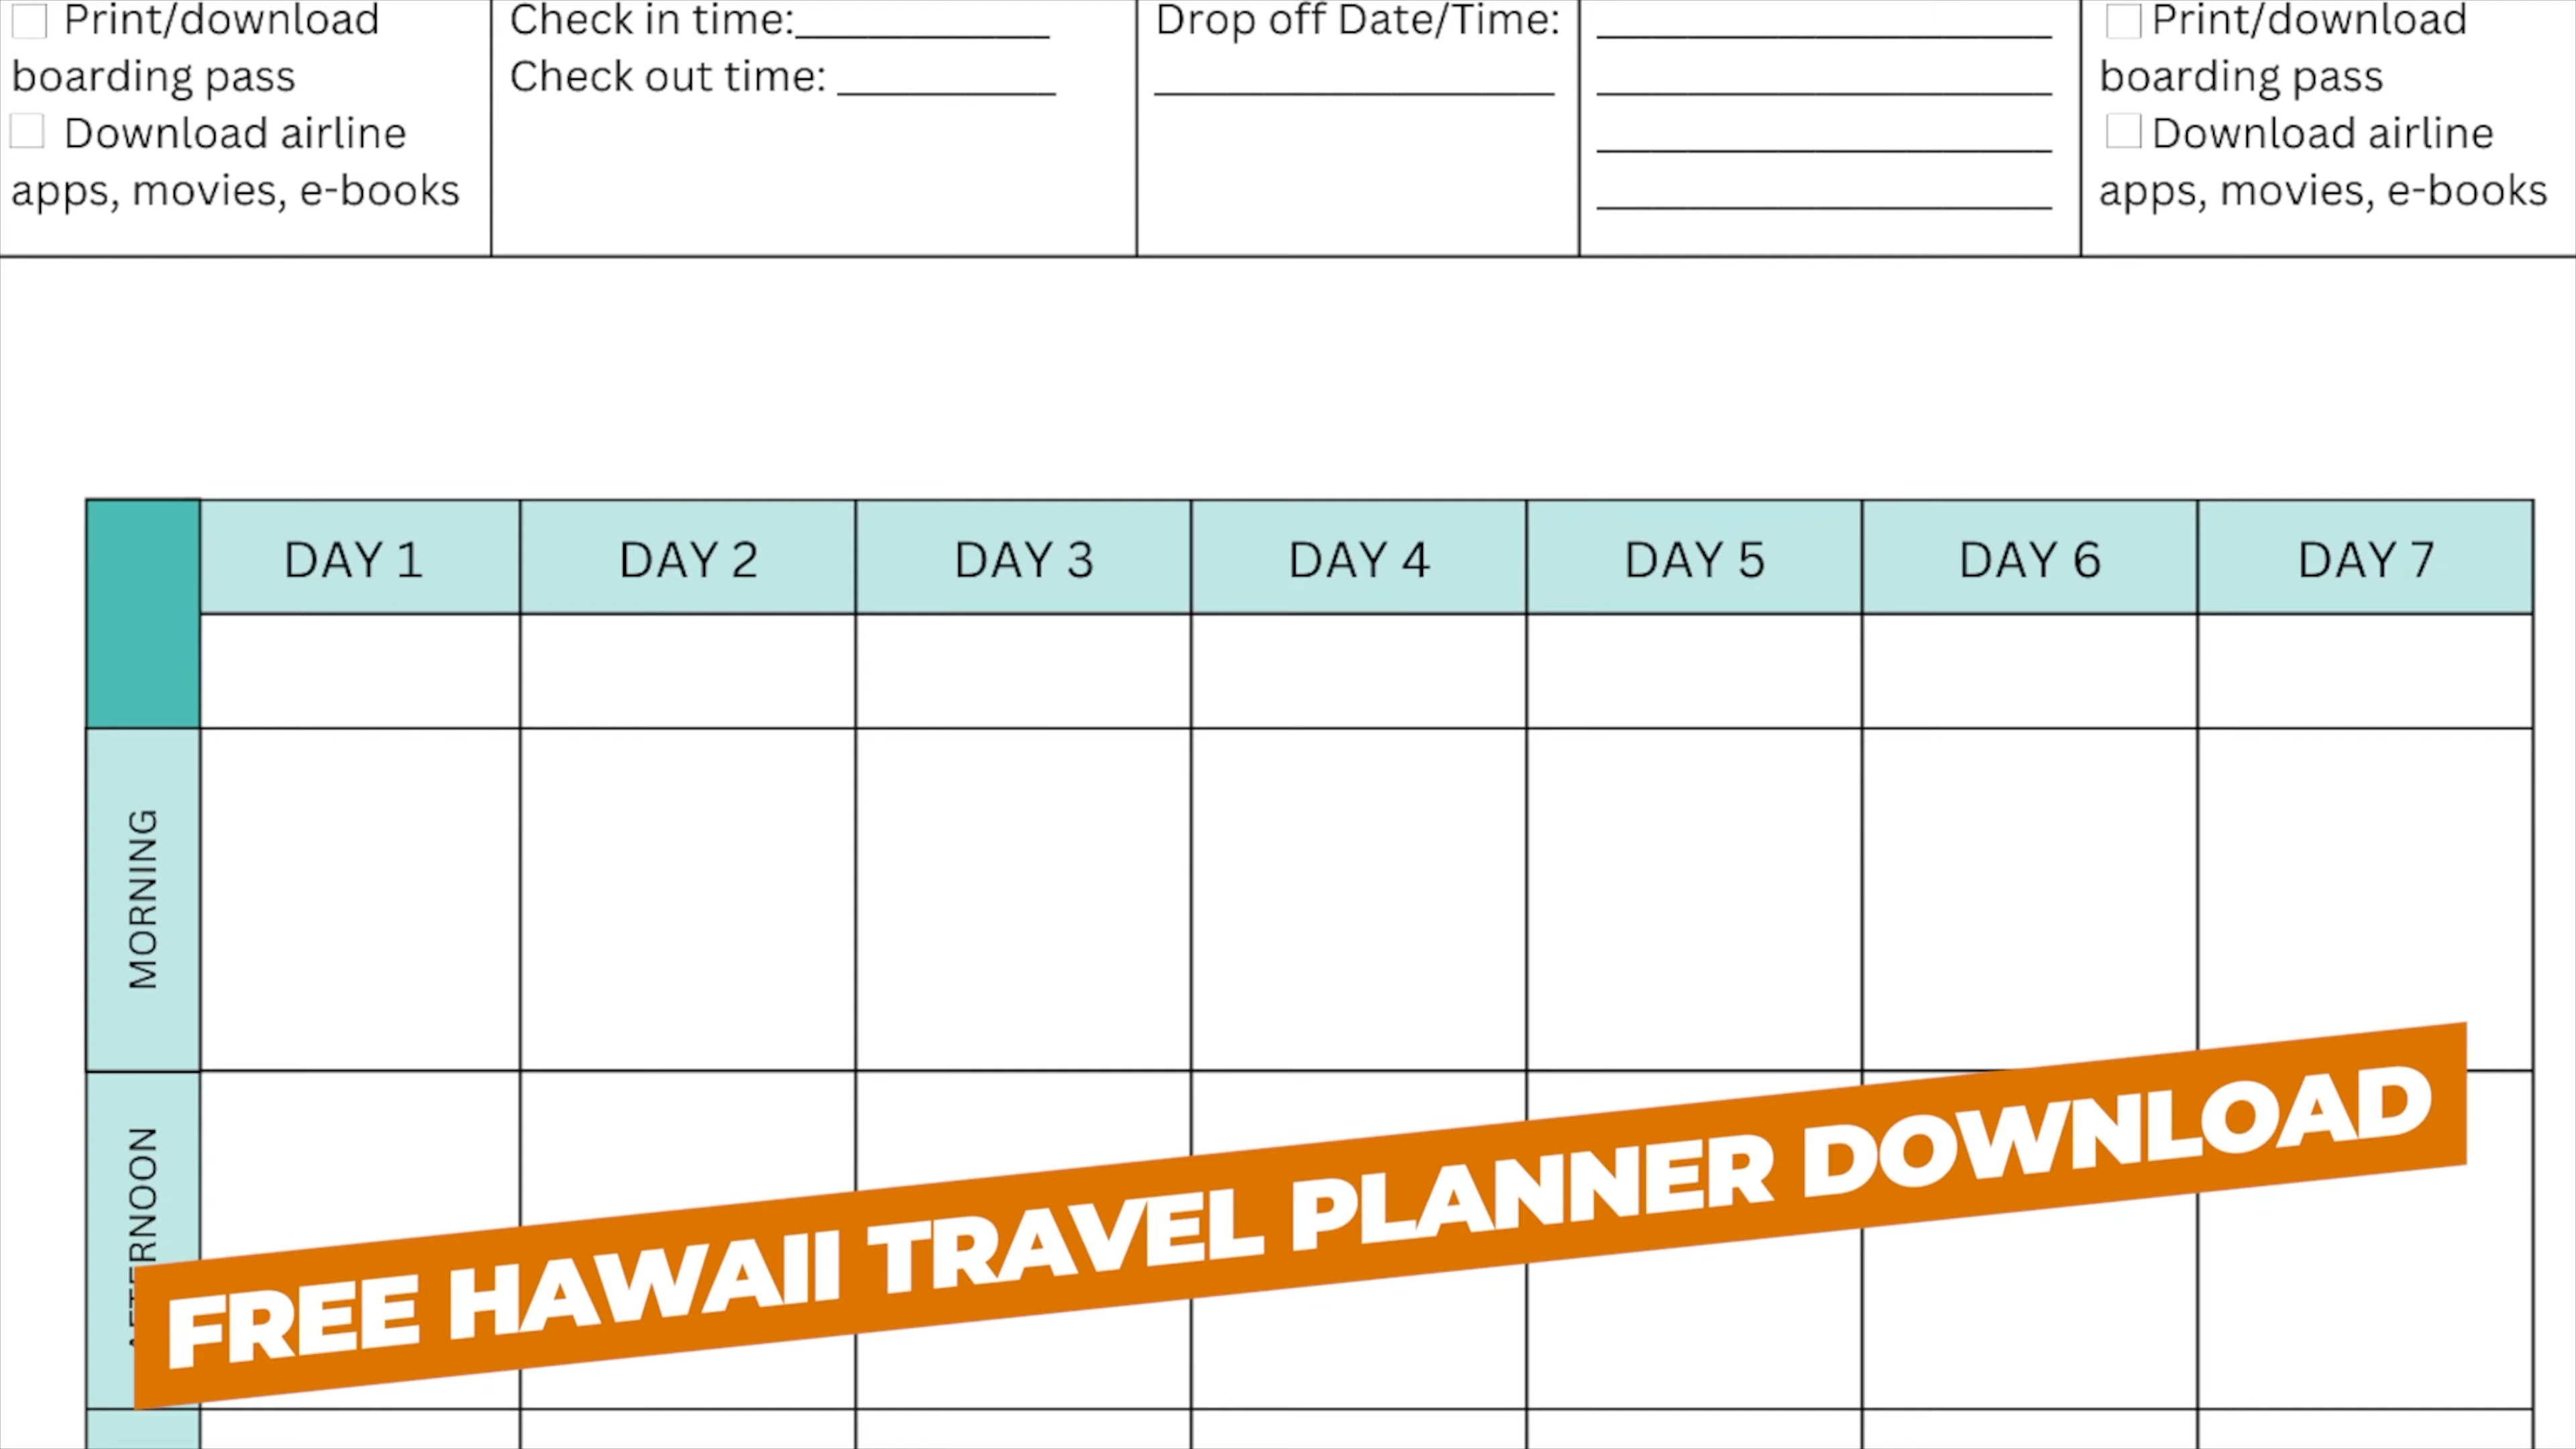 Print/download
boarding pass
Download airline
apps, movies, e-books
Check in time:
Check out time:
Drop off Date/Time:
Print/download
boarding pass
Download airline
apps, movies, e-books
DAY 1
DAY 2
DAY 3
DAY 4
DAY 5
DAY 6
DAY 7
MORNING
AFTERNOON
FREE HAWAII TRAVEL PLANNER DOWNLOAD